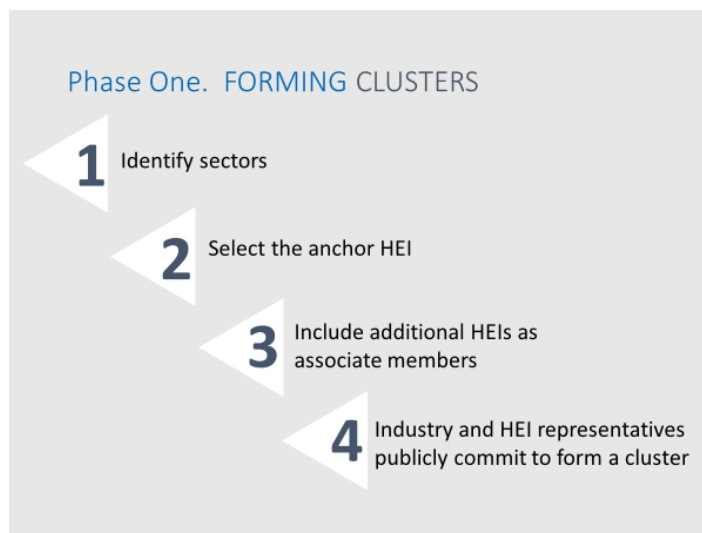 Phase One.  FORMING CLUSTERS
1 Identify sectors
2 Select the anchor HEI
3 Include additional HEIs as
associate members
4 Industry and HEI representatives
publicly commit to form a cluster